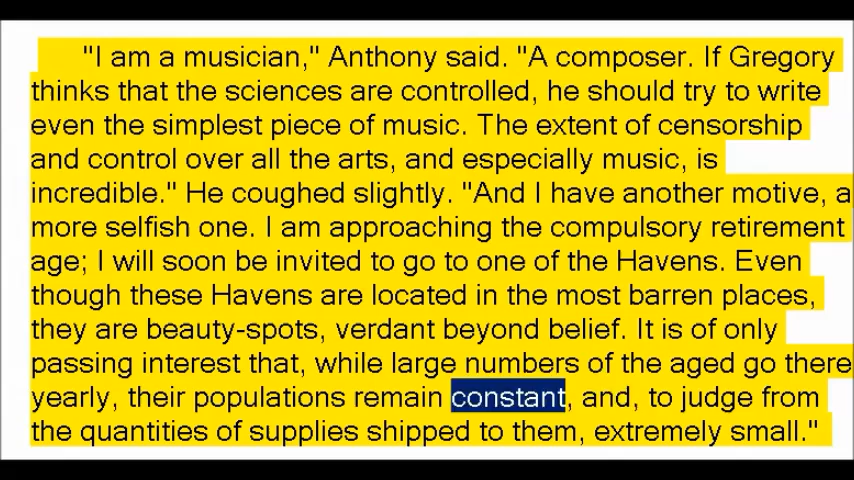 "I am a musician," Anthony said. "A composer. If Gregory
thinks that the sciences are controlled, he should try to write
even the simplest piece of music. The extent of censorship
and control over all the arts, and especially music, is
incredible." He coughed slightly. "And I have another motive, a
more selfish one. I am approaching the compulsory retirement
age; I will soon be invited to go to one of the Havens. Even
though these Havens are located in the most barren places,
they are beauty-spots, verdant beyond belief. It is of only
passing interest that, while large numbers of the aged go there
yearly, their populations remain constant, and, to judge from
the quantities of supplies shipped to them, extremely small."